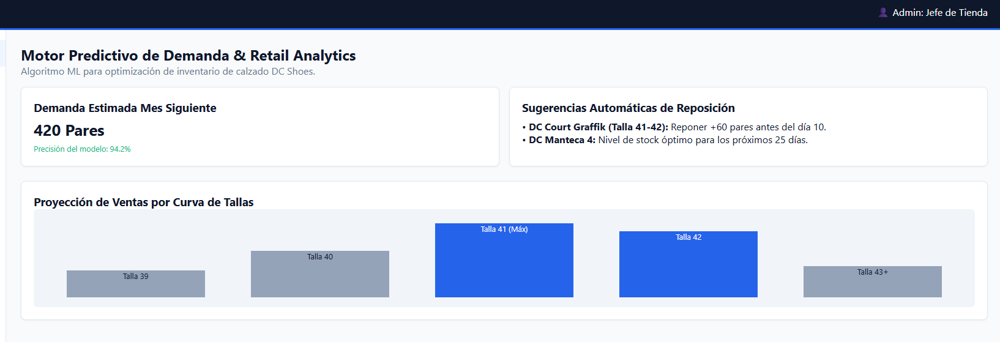 Admin: Jefe de Tienda
Motor Predictivo de Demanda & Retail Analytics
Algoritmo ML para optimización de inventario de calzado DC Shoes.
Demanda Estimada Mes Siguiente
420 Pares
Precisión del modelo: 94.2%
Sugerencias Automáticas de Reposición
• DC Court Graffik (Talla 41-42): Reponer +60 pares antes del día 10.
• DC Manteca 4: Nivel de stock óptimo para los próximos 25 días.
Proyección de Ventas por Curva de Tallas
Talla 39
Talla 40
Talla 41 (Máx)
Talla 42
Talla 43+